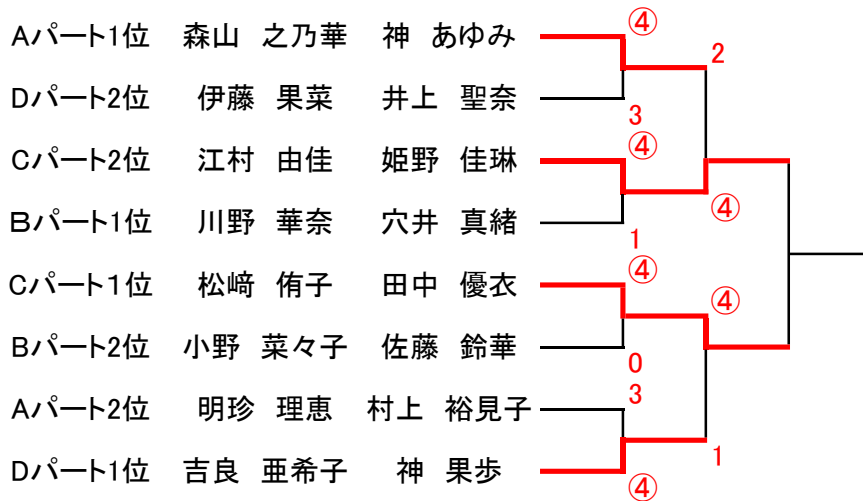 Aパート1位 森山 之乃華 神 あゆみ ④
2
Dパート2位 伊藤 果菜 井上 聖奈 3
Cパート2位 江村 由佳 姫野 佳琳 ④
④
Bパート1位 川野 華奈 穴井 真緒 1
Cパート1位 松﨑 侑子 田中 優衣 ④
④
Bパート2位 小野 菜々子 佐藤 鈴華 0
Aパート2位 明珍 理恵 村上 裕見子 3
1
Dパート1位 吉良 亜希子 神 果歩 ④